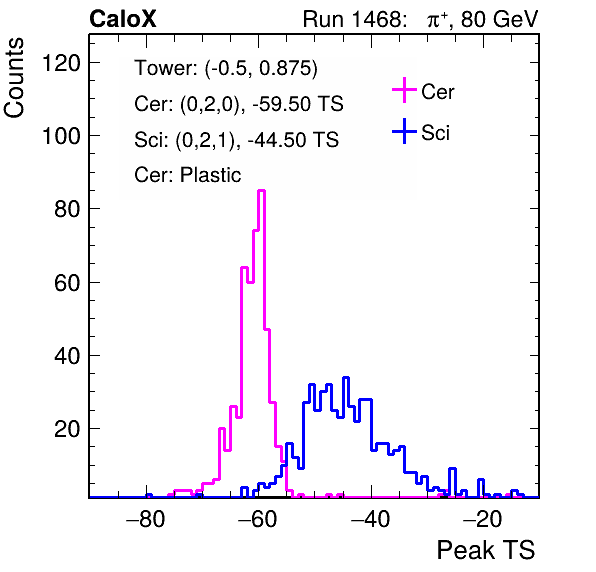 CaloX Run 1468: π⁺, 80 GeV
Counts
Tower: (-0.5, 0.875)
Cer: (0,2,0), -59.50 TS
Sci: (0,2,1), -44.50 TS
Cer: Plastic
Cer
Sci
120
100
80
60
40
20
−80 −60 −40 −20
Peak TS